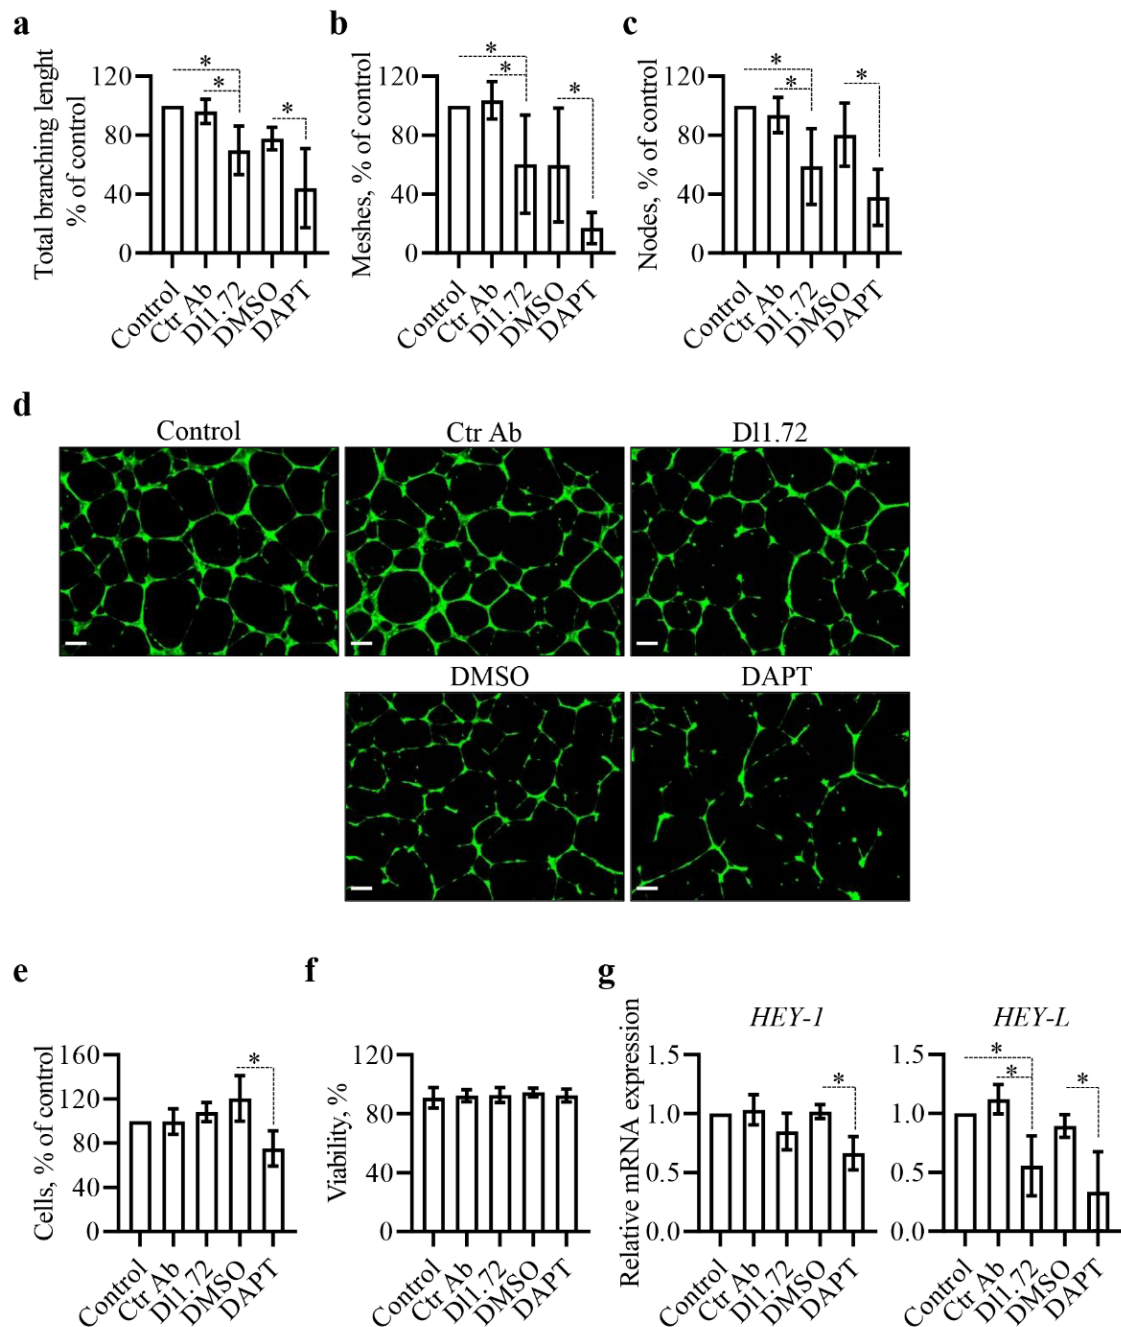 a
b
c
Total branching lenght
% of control
120
80
40
0
*
*
*
Control
Ctr Ab
Dl1.72
DMSO
DAPT
Meshes, % of control
120
80
40
0
*
*
*
Control
Ctr Ab
Dl1.72
DMSO
DAPT
Nodes, % of control
120
80
40
0
*
*
*
Control
Ctr Ab
Dl1.72
DMSO
DAPT
d
Control
Ctr Ab
Dl1.72
DMSO
DAPT
e
f
g
Cells, % of control
160
120
80
40
0
*
Control
Ctr Ab
Dl1.72
DMSO
DAPT
Viability, %
120
80
40
0
Control
Ctr Ab
Dl1.72
DMSO
DAPT
Relative mRNA expression
HEY-1
1.5
1.0
0.5
0.0
*
Control
Ctr Ab
Dl1.72
DMSO
DAPT
HEY-L
1.5
1.0
0.5
0.0
*
*
*
Control
Ctr Ab
Dl1.72
DMSO
DAPT